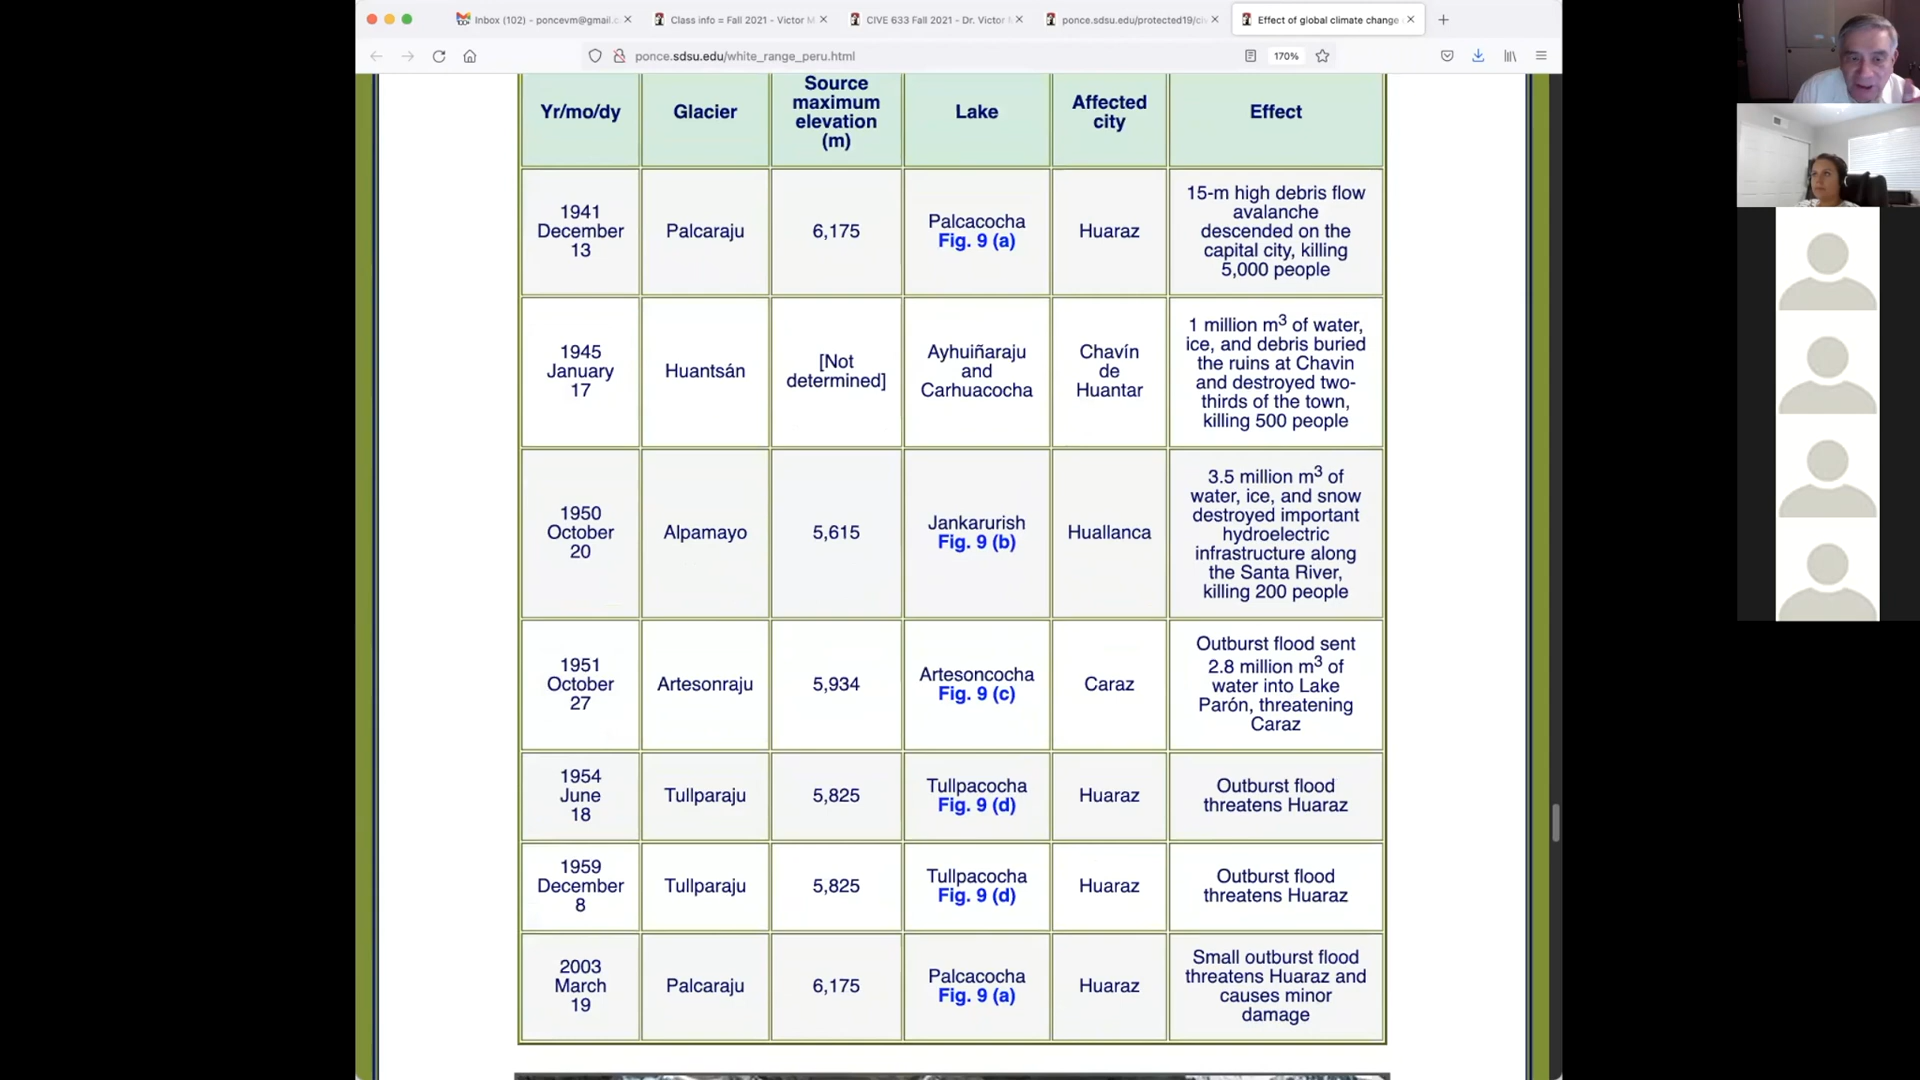 Inbox (102) - poncevm@gmail.c
Class info = Fall 2021 - Victor M
CIVE 633 Fall 2021 - Dr. Victor
ponce.sdsu.edu/protected19/civ
Effect of global climate change
ponce.sdsu.edu/white_range_peru.html
170%
Yr/mo/dy
Glacier
Source
maximum
elevation
(m)
Lake
Affected
city
Effect
1941
December
13
Palcaraju
6,175
Palcacocha
Fig. 9 (a)
Huaraz
15-m high debris flow
avalanche
descended on the
capital city, killing
5,000 people
1945
January
17
Huantsán
[Not
determined]
Ayhuiñaraju
and
Carhuacocha
Chavín
de
Huantar
1 million m3 of water,
ice, and debris buried
the ruins at Chavin
and destroyed two-
thirds of the town,
killing 500 people
1950
October
20
Alpamayo
5,615
Jankarurish
Fig. 9 (b)
Huallanca
3.5 million m3 of
water, ice, and snow
destroyed important
hydroelectric
infrastructure along
the Santa River,
killing 200 people
1951
October
27
Artesonraju
5,934
Artesoncocha
Fig. 9 (c)
Caraz
Outburst flood sent
2.8 million m3 of
water into Lake
Parón, threatening
Caraz
1954
June
18
Tullparaju
5,825
Tullpacocha
Fig. 9 (d)
Huaraz
Outburst flood
threatens Huaraz
1959
December
8
Tullparaju
5,825
Tullpacocha
Fig. 9 (d)
Huaraz
Outburst flood
threatens Huaraz
2003
March
19
Palcaraju
6,175
Palcacocha
Fig. 9 (a)
Huaraz
Small outburst flood
threatens Huaraz and
causes minor
damage